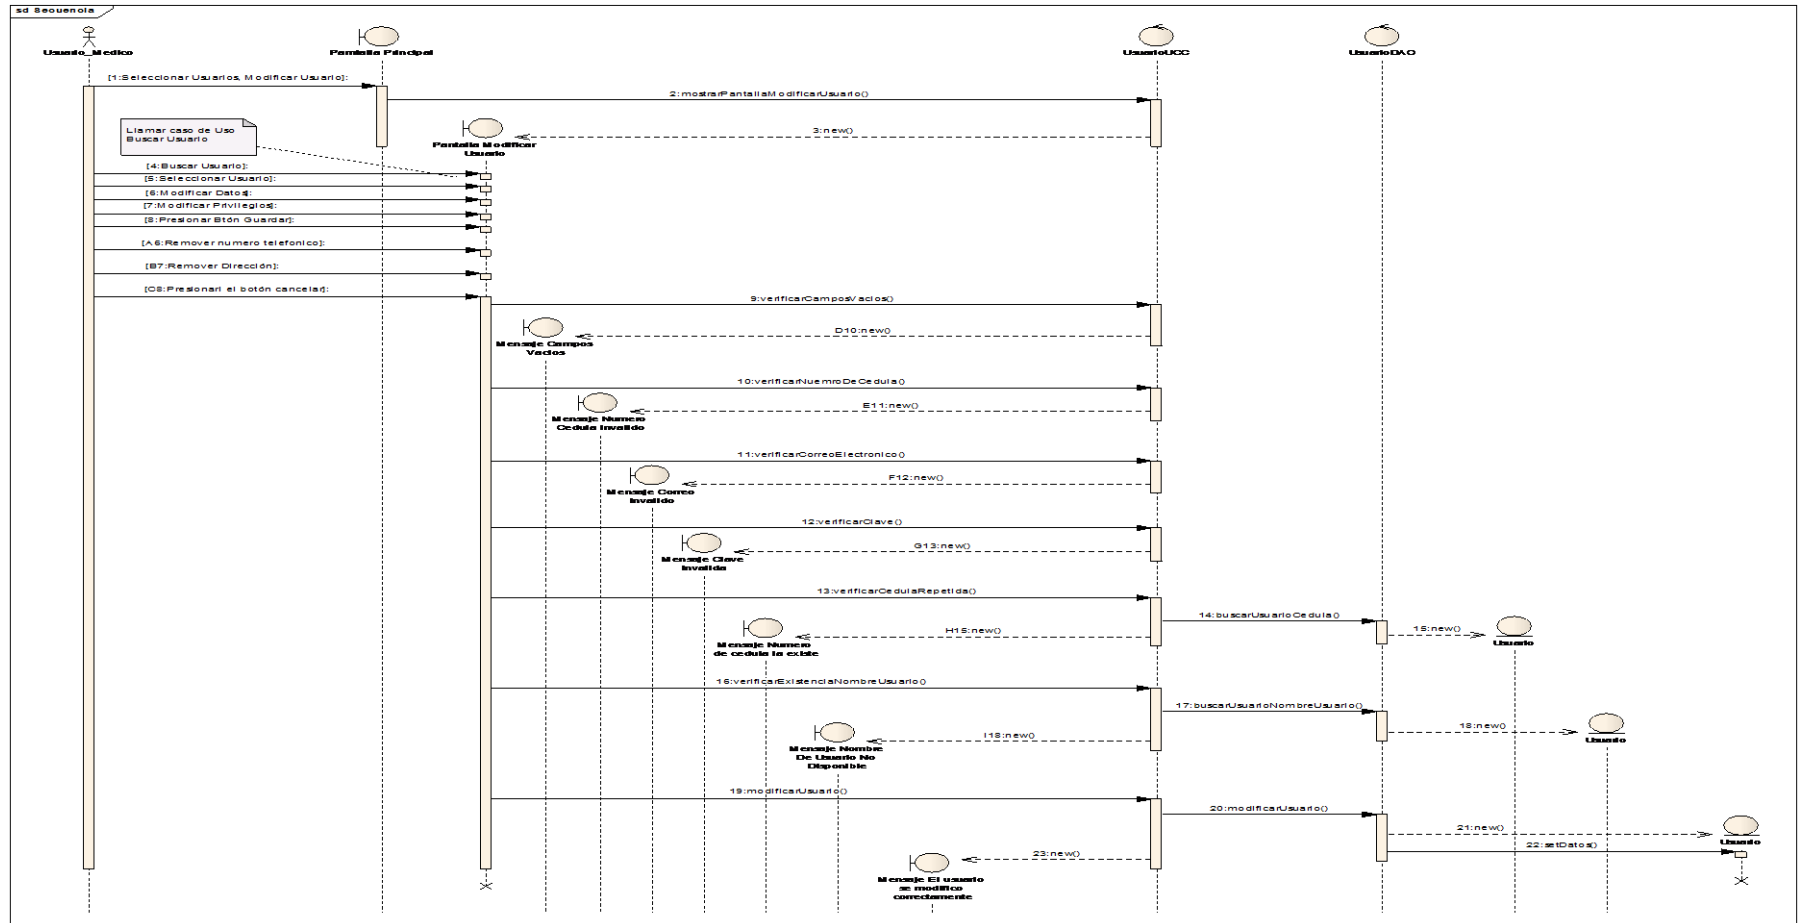 sd Secuencia
Usuario_Medico
Pantalla Principal
UsuarioUCC
UsuarioDAO
[1:Seleccionar Usuarios, Modificar Usuario]:
2:mostrarPantallaModificarUsuario()
Llamar caso de Uso
Buscar Usuario
3:new()
Pantalla Modificar
Usuario
[4:Buscar Usuario]:
[5:Seleccionar Usuario]:
[6:Modificar Datos]:
[7:Modificar Privilegios]:
[8:Presionar Btón Guardar]:
[A6:Remover numero telefonico]:
[B7:Remover Dirección]:
[C8:Presionarl el botón cancelar]:
9:verificarCamposVacios()
D10:new()
Mensaje Campos
Vacios
10:verificarNuemroDeCedula()
E11:new()
Mensaje Numero
Cedula Invalido
11:verificarCorreoElectronico()
F12:new()
Mensaje Correo
Invalido
12:verificarClave()
G13:new()
Mensaje Clave
Invalida
13:verificarCedulaRepetida()
14:buscarUsuarioCedula()
H15:new()
15:new()
Mensaje Numero
de cedula ia existe
Usuario
16:verificarExistenciaNombreUsuario()
17:buscarUsuarioNombreUsuario()
I18:new()
18:new()
Usuario
Mensaje Nombre
De Usuario No
Disponible
19:modificarUsuario()
20:modificarUsuario()
21:new()
Usuario
22:setDatos()
23:new()
Mensaje El usuario
se modifico
correctamente